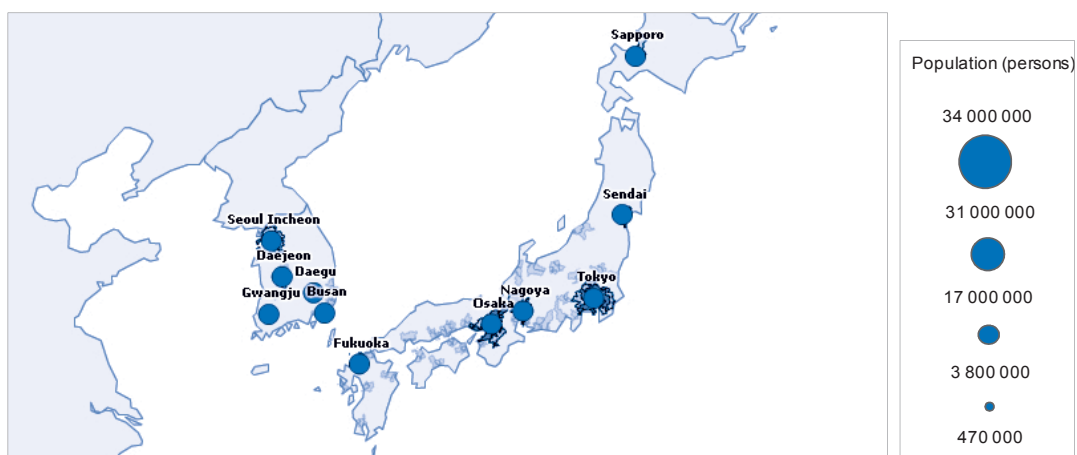 Sapporo
Sendai
Seoul Incheon
Daejeon
Daegu
Gwangju
Busan
Tokyo
Nagoya
Osaka
Fukuoka
Population (persons)
34 000 000
31 000 000
17 000 000
3 800 000
470 000